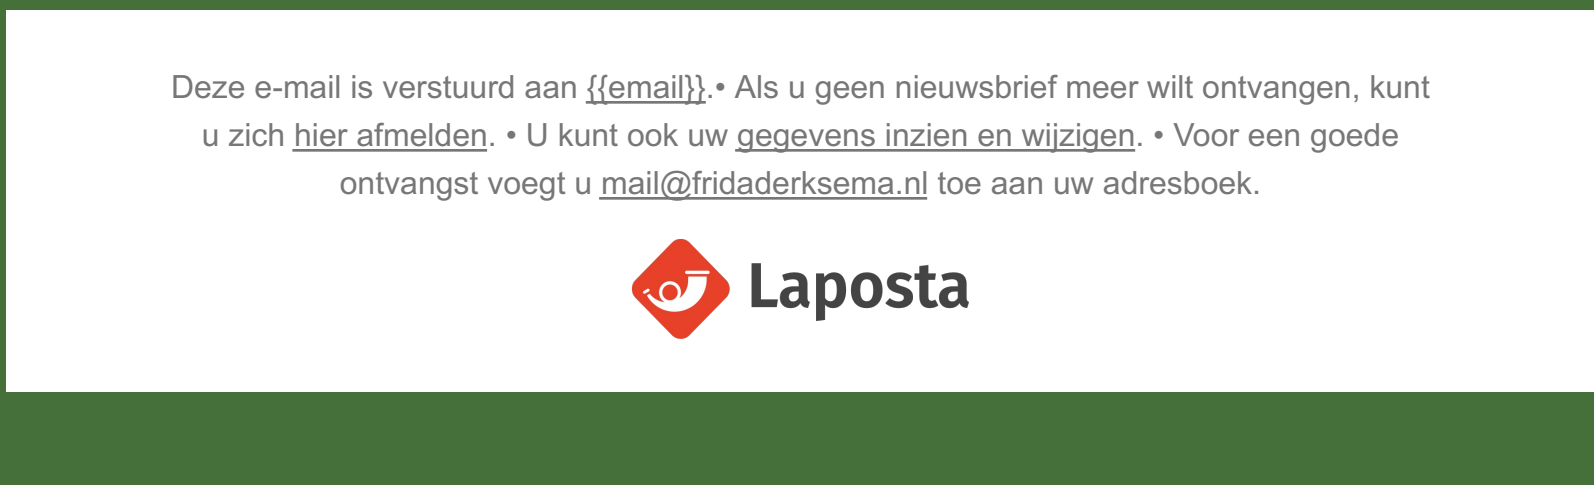 Deze e-mail is verstuurd aan {{email}}.• Als u geen nieuwsbrief meer wilt ontvangen, kunt
u zich hier afmelden. • U kunt ook uw gegevens inzien en wijzigen. • Voor een goede
ontvangst voegt u mail@fridaderksema.nl toe aan uw adresboek.
Laposta